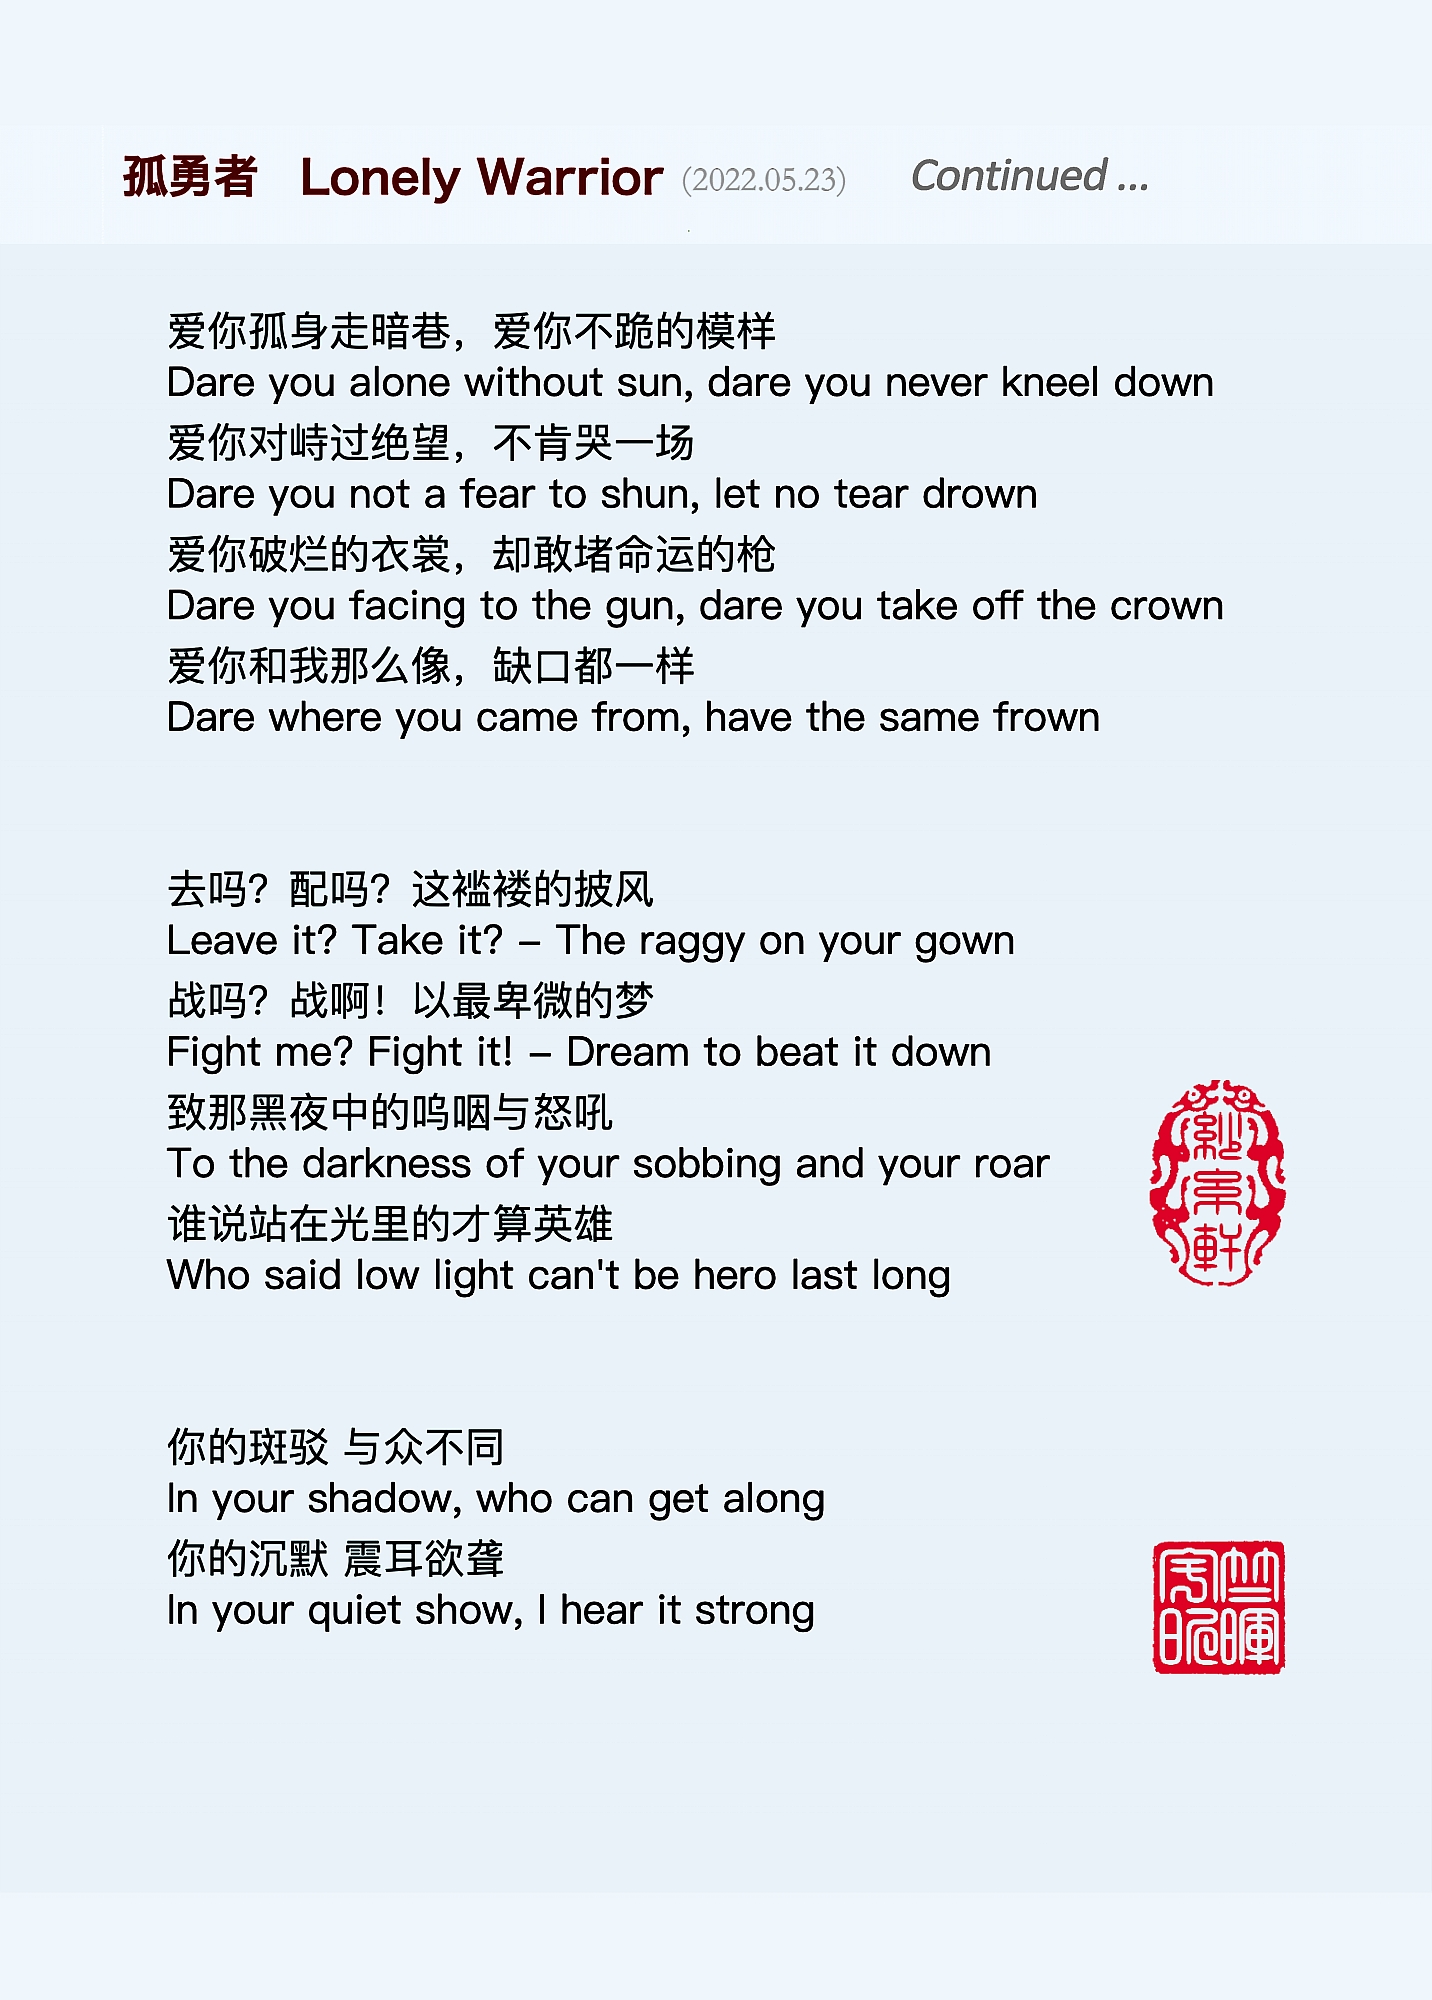 孤勇者 Lonely Warrior (2022.05.23) Continued ...
爱你孤身走暗巷，爱你不跪的模样
Dare you alone without sun, dare you never kneel down
爱你对峙过绝望，不肯哭一场
Dare you not a fear to shun, let no tear drown
爱你破烂的衣裳，却敢堵命运的枪
Dare you facing to the gun, dare you take off the crown
爱你和我那么像，缺口都一样
Dare where you came from, have the same frown
去吗？配吗？这褴褛的披风
Leave it? Take it? – The raggy on your gown
战吗？战啊！以最卑微的梦
Fight me? Fight it! – Dream to beat it down
致那黑夜中的呜咽与怒吼
To the darkness of your sobbing and your roar
谁说站在光里的才算英雄
Who said low light can't be hero last long
你的斑驳 与众不同
In your shadow, who can get along
你的沉默 震耳欲聋
In your quiet show, I hear it strong